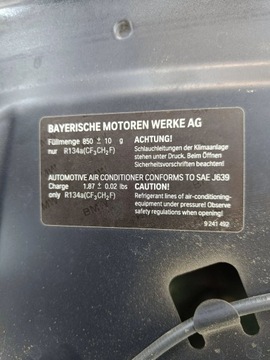 BAYERISCHE MOTOREN WERKE AG
Füllmenge 850 ± 10 g
nur R134a(CF₃CH₂F)
ACHTUNG!
Schlauchleitungen der Klimaanlage
stehen unter Druck. Beim Öffnen
Sicherheitsvorschriften beachten!
AUTOMOTIVE AIR CONDITIONER CONFORMS TO SAE J639
Charge 1.87 ± 0.02 lbs
only R134a(CF₃CH₂F)
CAUTION!
Refrigerant lines of air-conditioning-
equipment under pressure! Observe
safety regulations when opening!
9 241 492